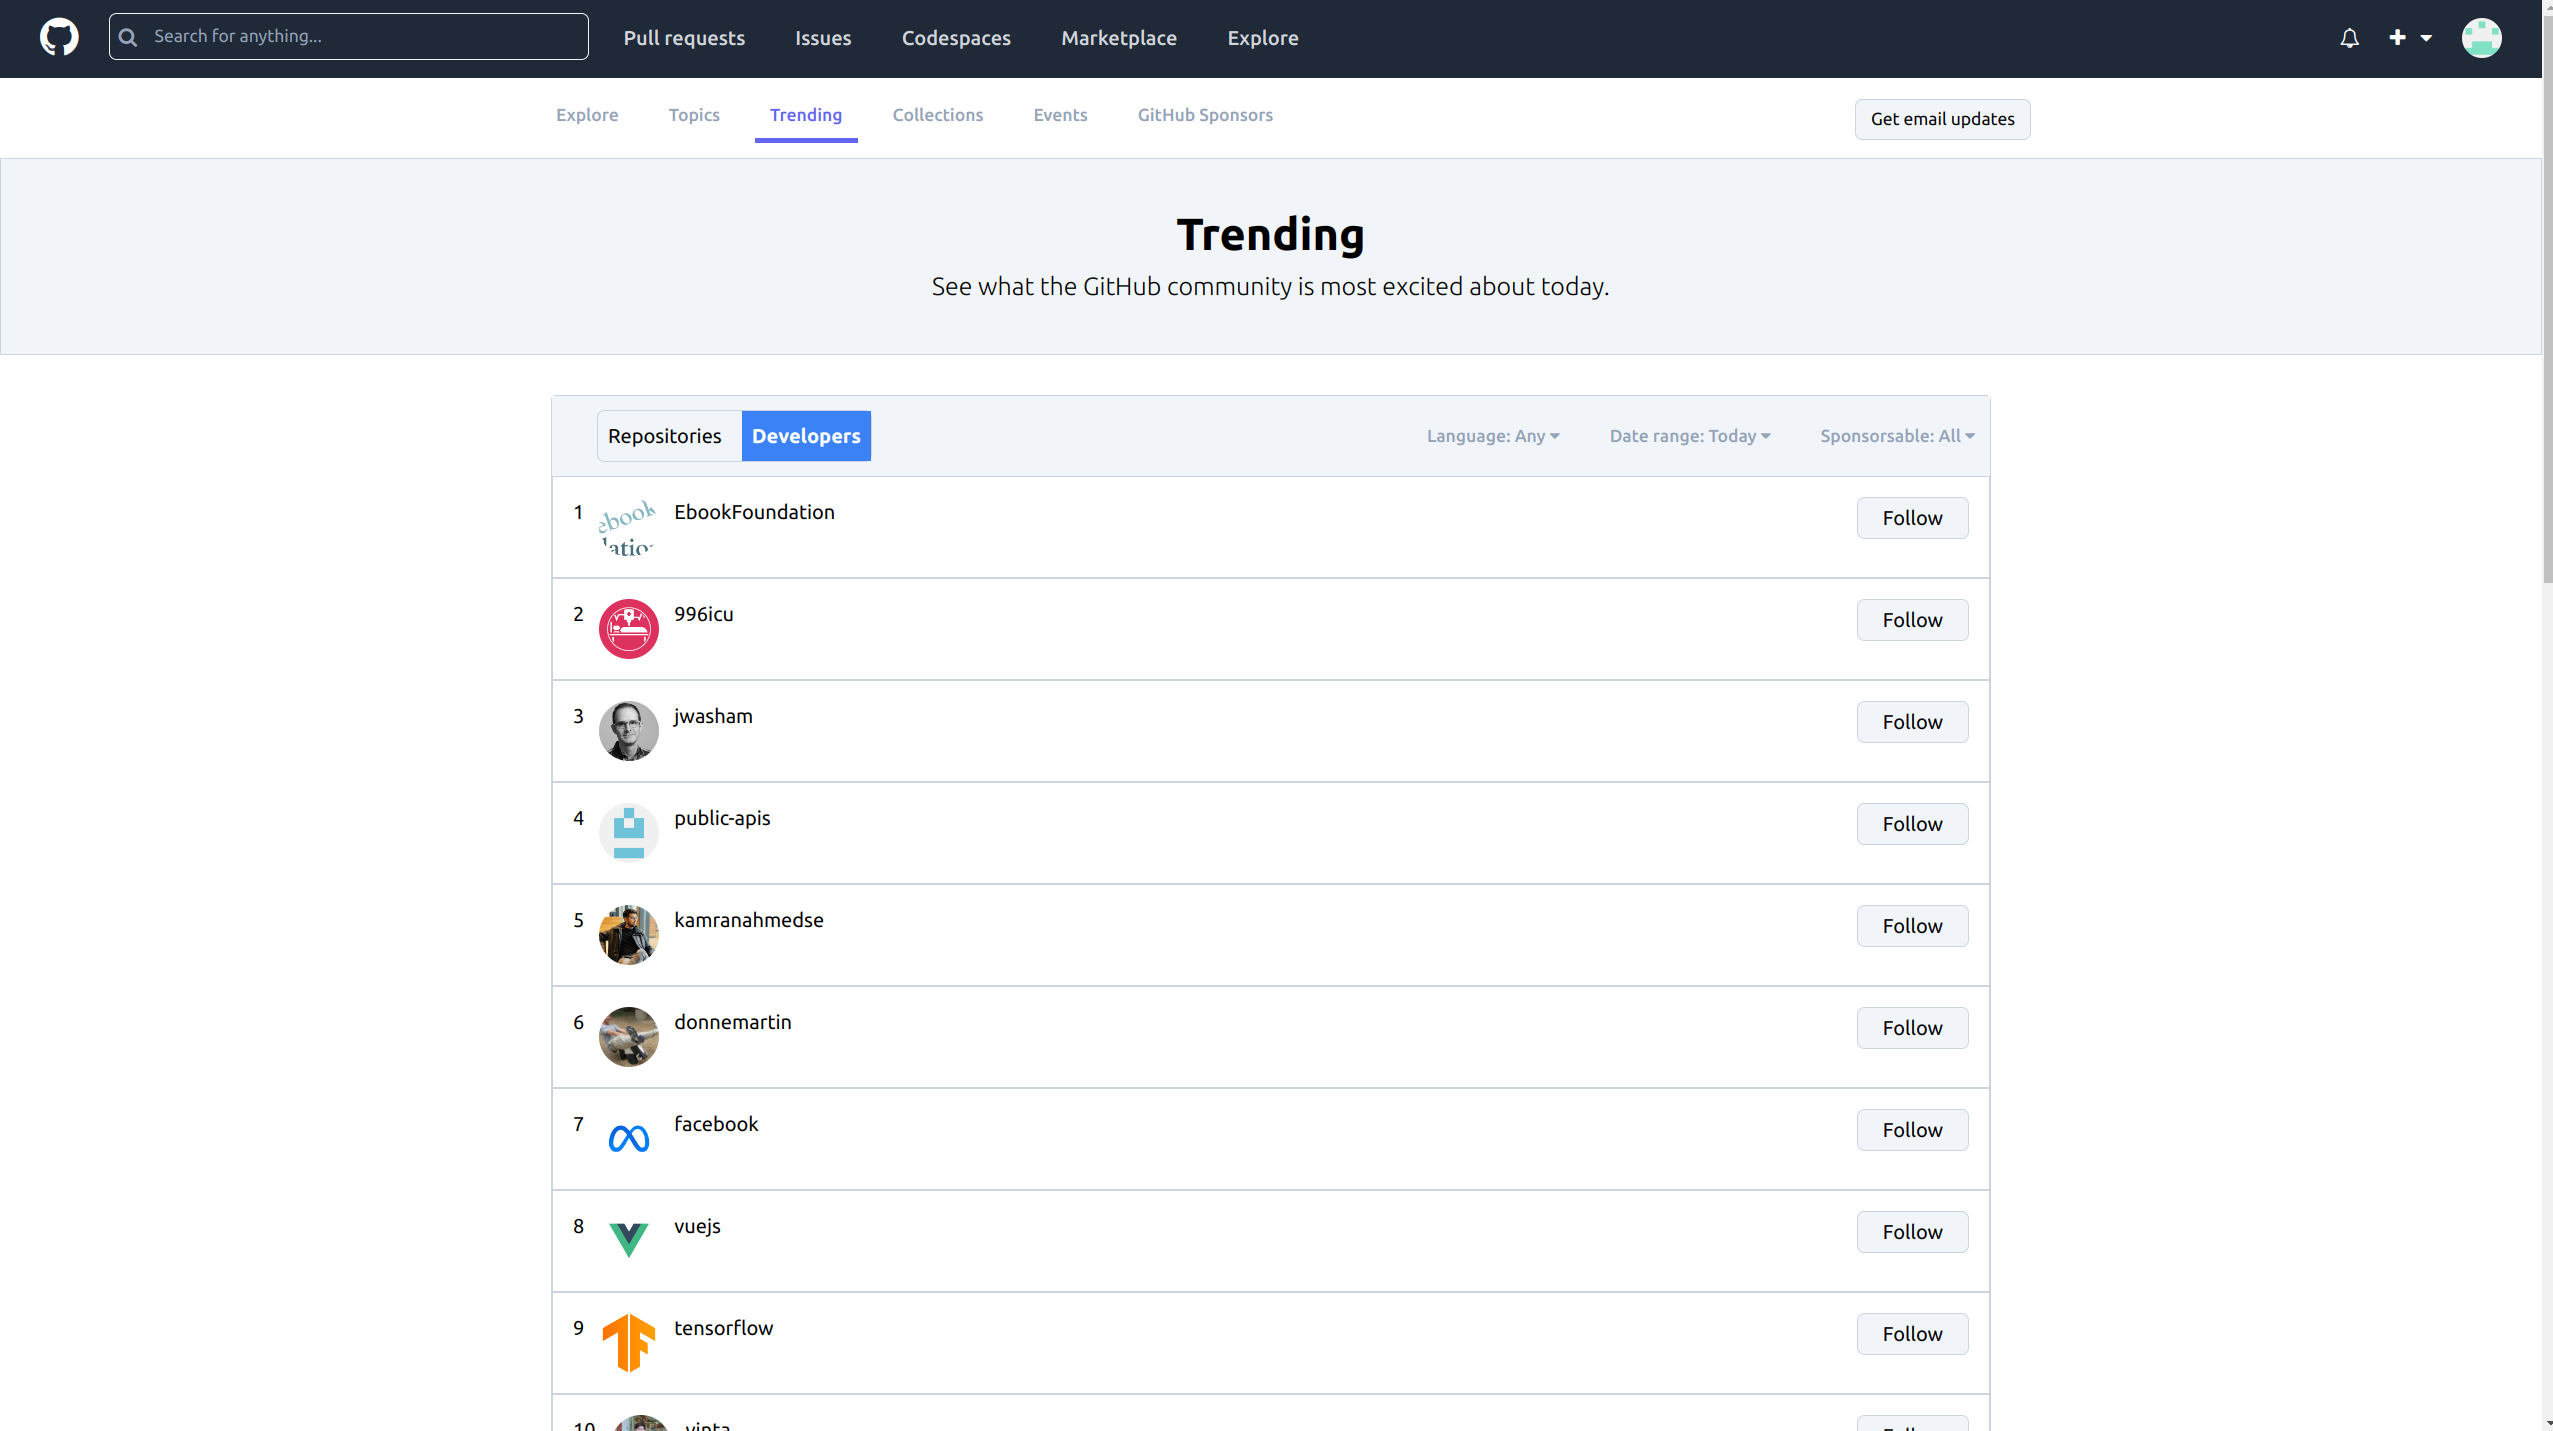 Search for anything...
Pull requests
Issues
Codespaces
Marketplace
Explore
Explore
Topics
Trending
Collections
Events
GitHub Sponsors
Get email updates
Trending
See what the GitHub community is most excited about today.
Repositories
Developers
Language: Any
Date range: Today
Sponsorsable: All
1 EbookFoundation Follow
2 996icu Follow
3 jwasham Follow
4 public-apis Follow
5 kamranahmedse Follow
6 donnemartin Follow
7 facebook Follow
8 vuejs Follow
9 tensorflow Follow
10 vinta